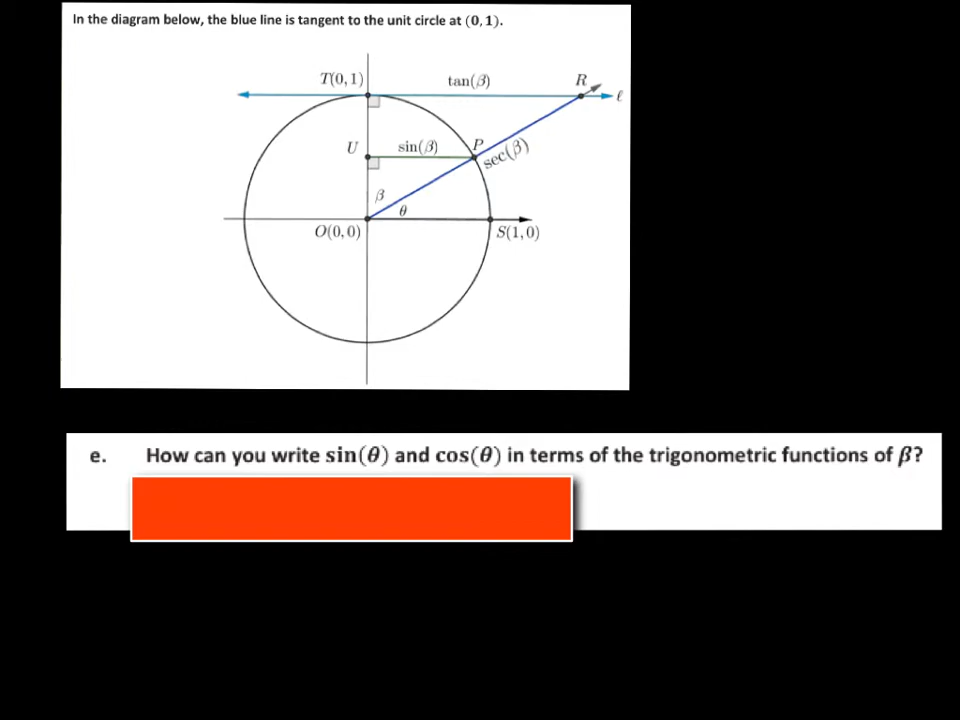 In the diagram below, the blue line is tangent to the unit circle at (0, 1).
T(0, 1)
tan(β)
R
ℓ
U
sin(β)
P
sec(β)
β
θ
O(0, 0)
S(1, 0)
e. How can you write sin(θ) and cos(θ) in terms of the trigonometric functions of β?